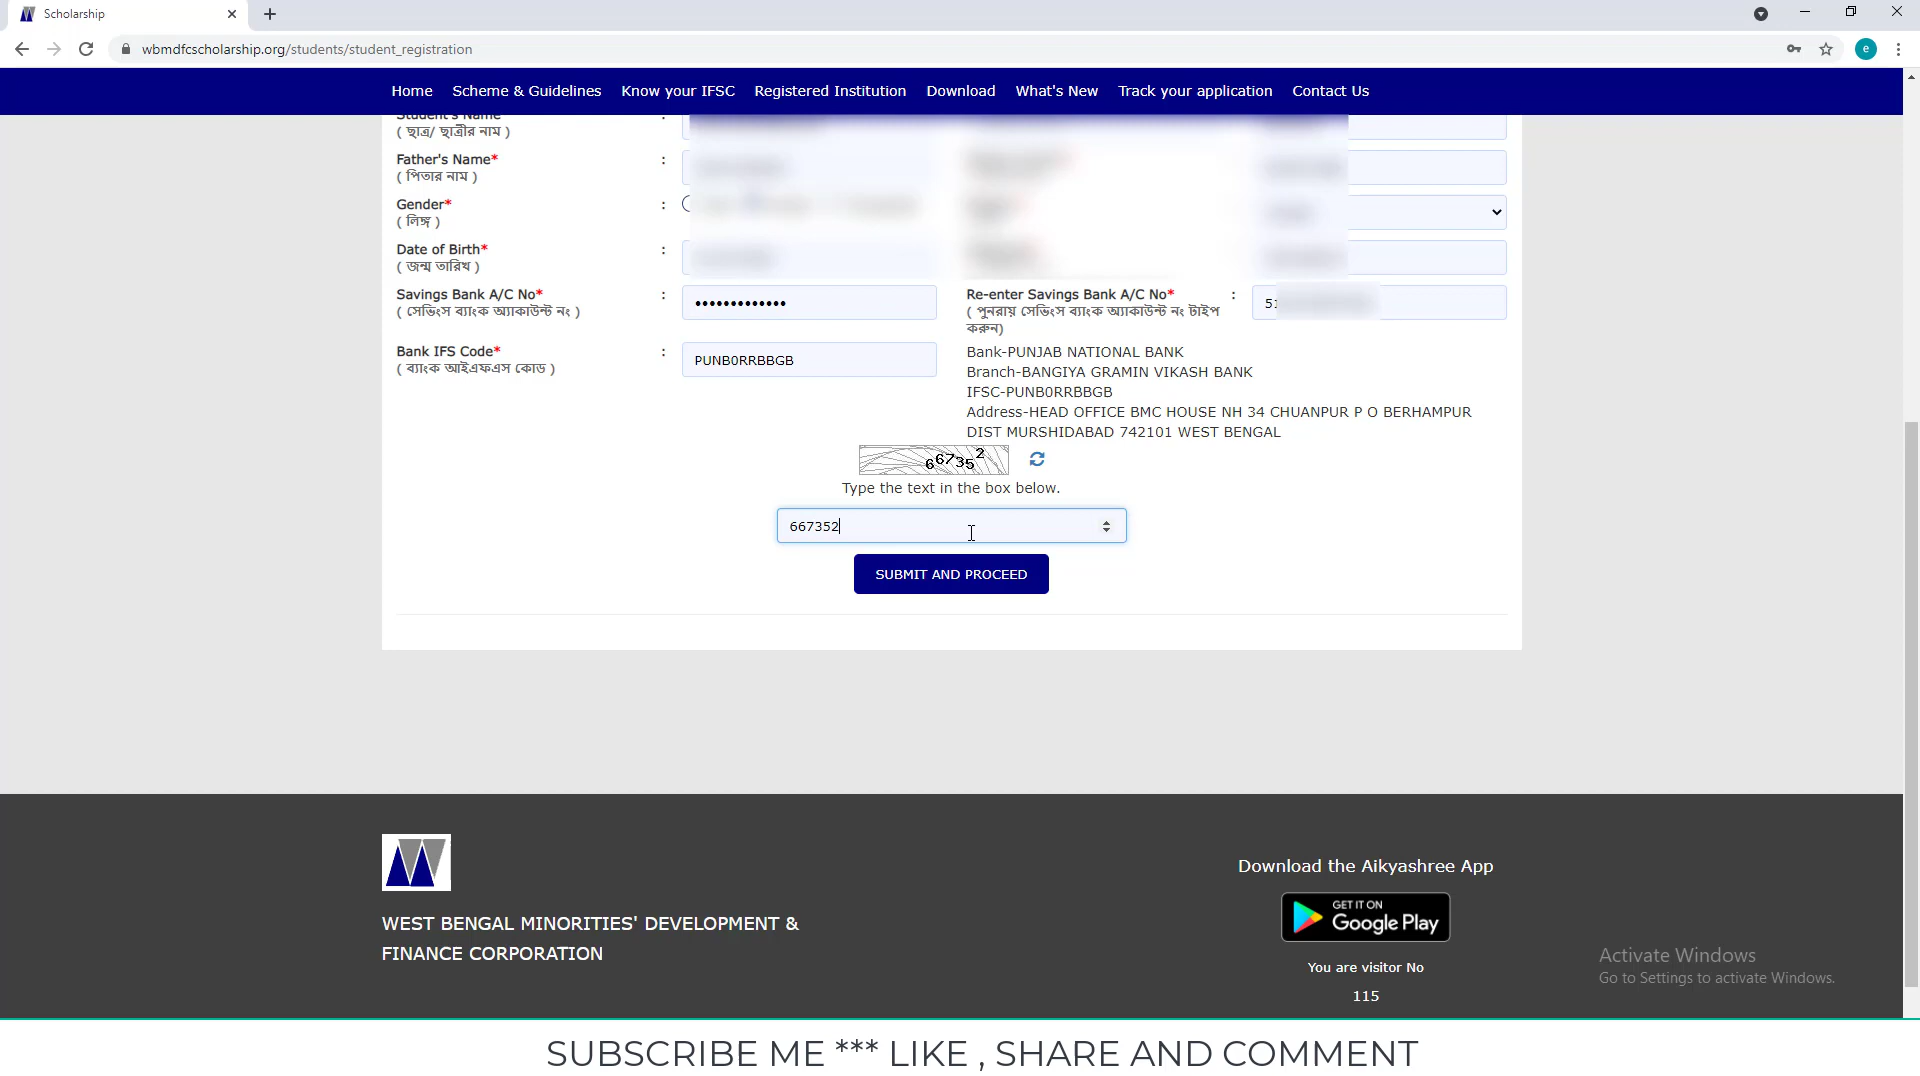 Scholarship
wbmdfcscholarship.org/students/student_registration
e
Home Scheme & Guidelines Know your IFSC Registered Institution Download What's New Track your application Contact Us
Student's Name :
( ছাত্র/ ছাত্রীর নাম )
Father's Name* :
( পিতার নাম )
Gender* :
( লিঙ্গ )
Date of Birth* :
( জন্ম তারিখ )
Savings Bank A/C No* : •••••••••••••
( সেভিংস ব্যাংক অ্যাকাউন্ট নং )
Re-enter Savings Bank A/C No* : 51
( পুনরায় সেভিংস ব্যাংক অ্যাকাউন্ট নং টাইপ
করুন)
Bank IFS Code* : PUNB0RRBBGB
( ব্যাংক আইএফএস কোড )
Bank-PUNJAB NATIONAL BANK
Branch-BANGIYA GRAMIN VIKASH BANK
IFSC-PUNB0RRBBGB
Address-HEAD OFFICE BMC HOUSE NH 34 CHUANPUR P O BERHAMPUR
DIST MURSHIDABAD 742101 WEST BENGAL
667352
Type the text in the box below.
667352
SUBMIT AND PROCEED
WEST BENGAL MINORITIES' DEVELOPMENT &
FINANCE CORPORATION
Download the Aikyashree App
GET IT ON
Google Play
You are visitor No
115
Activate Windows
Go to Settings to activate Windows.
SUBSCRIBE ME *** LIKE , SHARE AND COMMENT